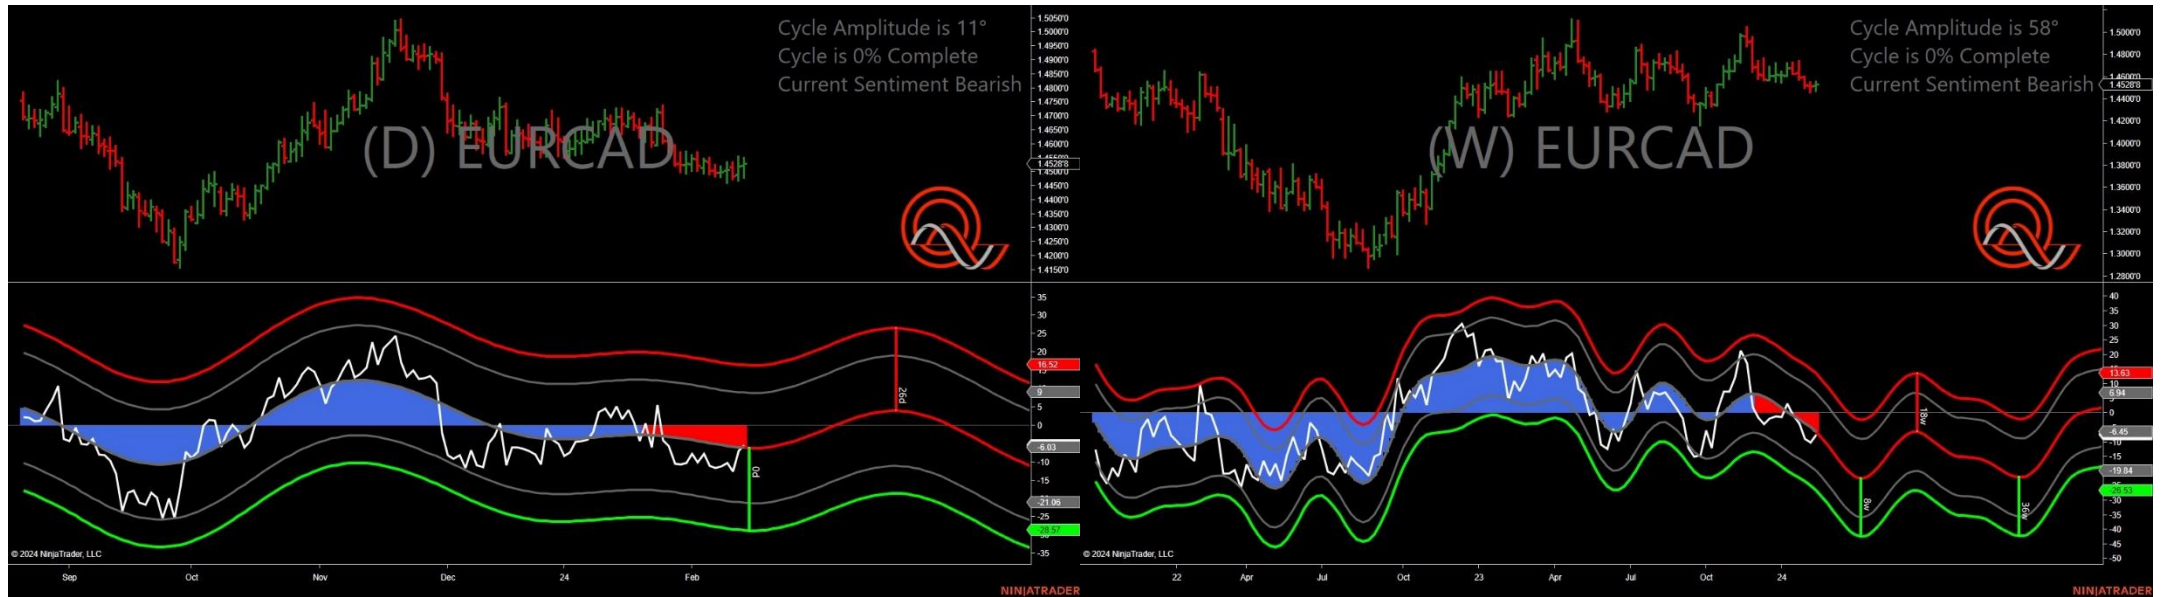 Cycle Amplitude is 11°
Cycle is 0% Complete
Current Sentiment Bearish
(D) EURCAD
1.5050'0
1.5000'0
1.4950'0
1.4900'0
1.4850'0
1.4800'0
1.4750'0
1.4700'0
1.4650'0
1.4600'0
1.4528'8
1.4500'0
1.4450'0
1.4400'0
1.4350'0
1.4300'0
1.4250'0
1.4200'0
1.4150'0
35
30
25
20
16.52
9
5
0
-6.03
-10
-15
-21.06
-25
-28.57
-35
26d
0d
© 2024 NinjaTrader, LLC
Sep
Oct
Nov
Dec
24
Feb
NINJATRADER
Cycle Amplitude is 58°
Cycle is 0% Complete
Current Sentiment Bearish
(W) EURCAD
1.5000'0
1.4800'0
1.4600'0
1.4528'8
1.4400'0
1.4200'0
1.4000'0
1.3800'0
1.3600'0
1.3400'0
1.3200'0
1.3000'0
1.2800'0
40
35
30
25
20
13.63
10
6.94
0
-6.45
-10
-15
-19.84
-26.53
-30
-35
-40
-45
-50
18w
8w
36w
© 2024 NinjaTrader, LLC
22
Apr
Jul
Oct
23
Apr
Jul
Oct
24
NINJATRADER